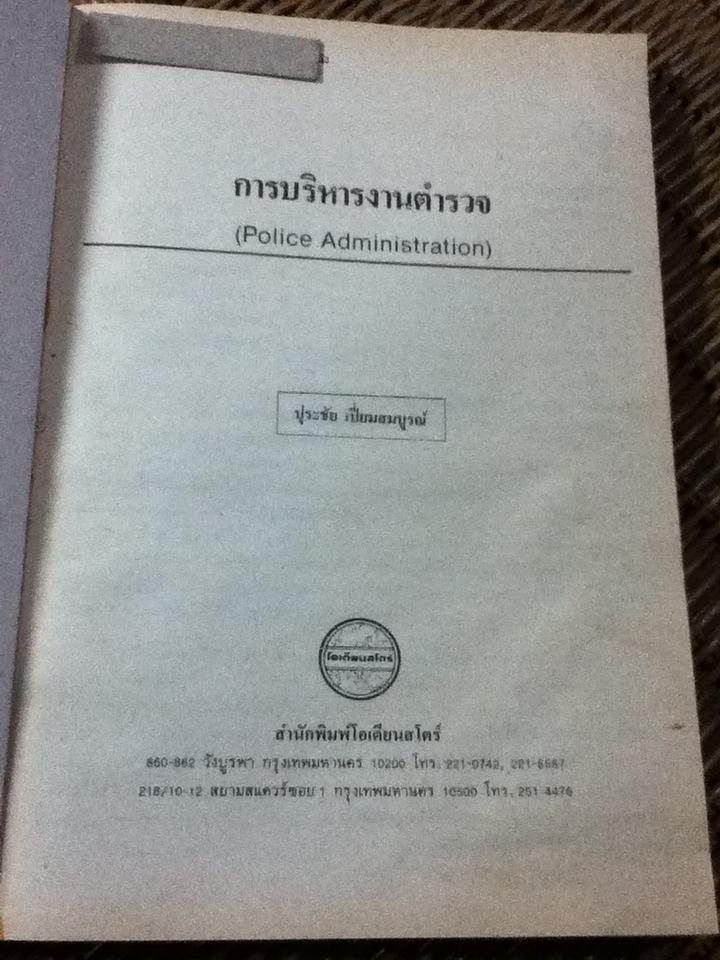 การบริหารงานตำรวจ
(Police Administration)
ปุระชัย เปี่ยมสมบูรณ์
โอเดียนสโตร์
สำนักพิมพ์โอเดียนสโตร์
860-862 วังบูรพา กรุงเทพมหานคร 10200 โทร. 221-0742,
218/10-12 สยามสแควร์ซอย 1 กรุงเทพมหานคร 10500 โทร. 251-4476